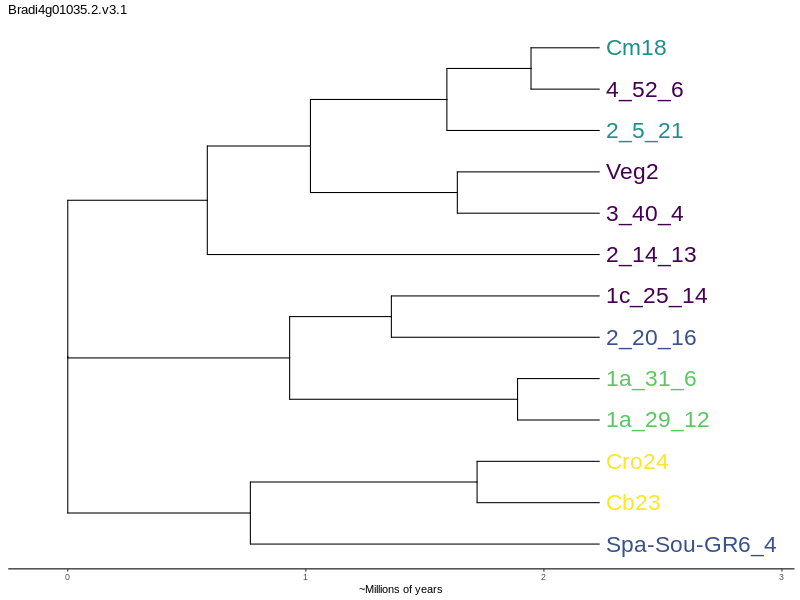 Bradi4g01035.2.v3.1
Cm18
4_52_6
2_5_21
Veg2
3_40_4
2_14_13
1c_25_14
2_20_16
1a_31_6
1a_29_12
Cro24
Cb23
Spa-Sou-GR6_4
0 1 2 3
~Millions of years